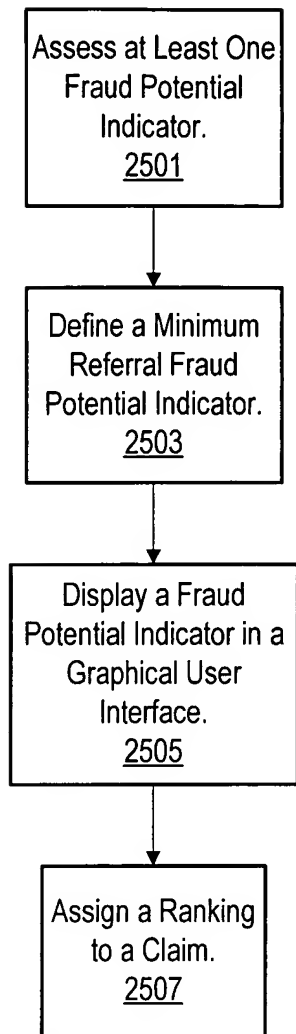 Assess at Least One
Fraud Potential
Indicator.
2501
Define a Minimum
Referral Fraud
Potential Indicator.
2503
Display a Fraud
Potential Indicator in a
Graphical User
Interface.
2505
Assign a Ranking
to a Claim.
2507